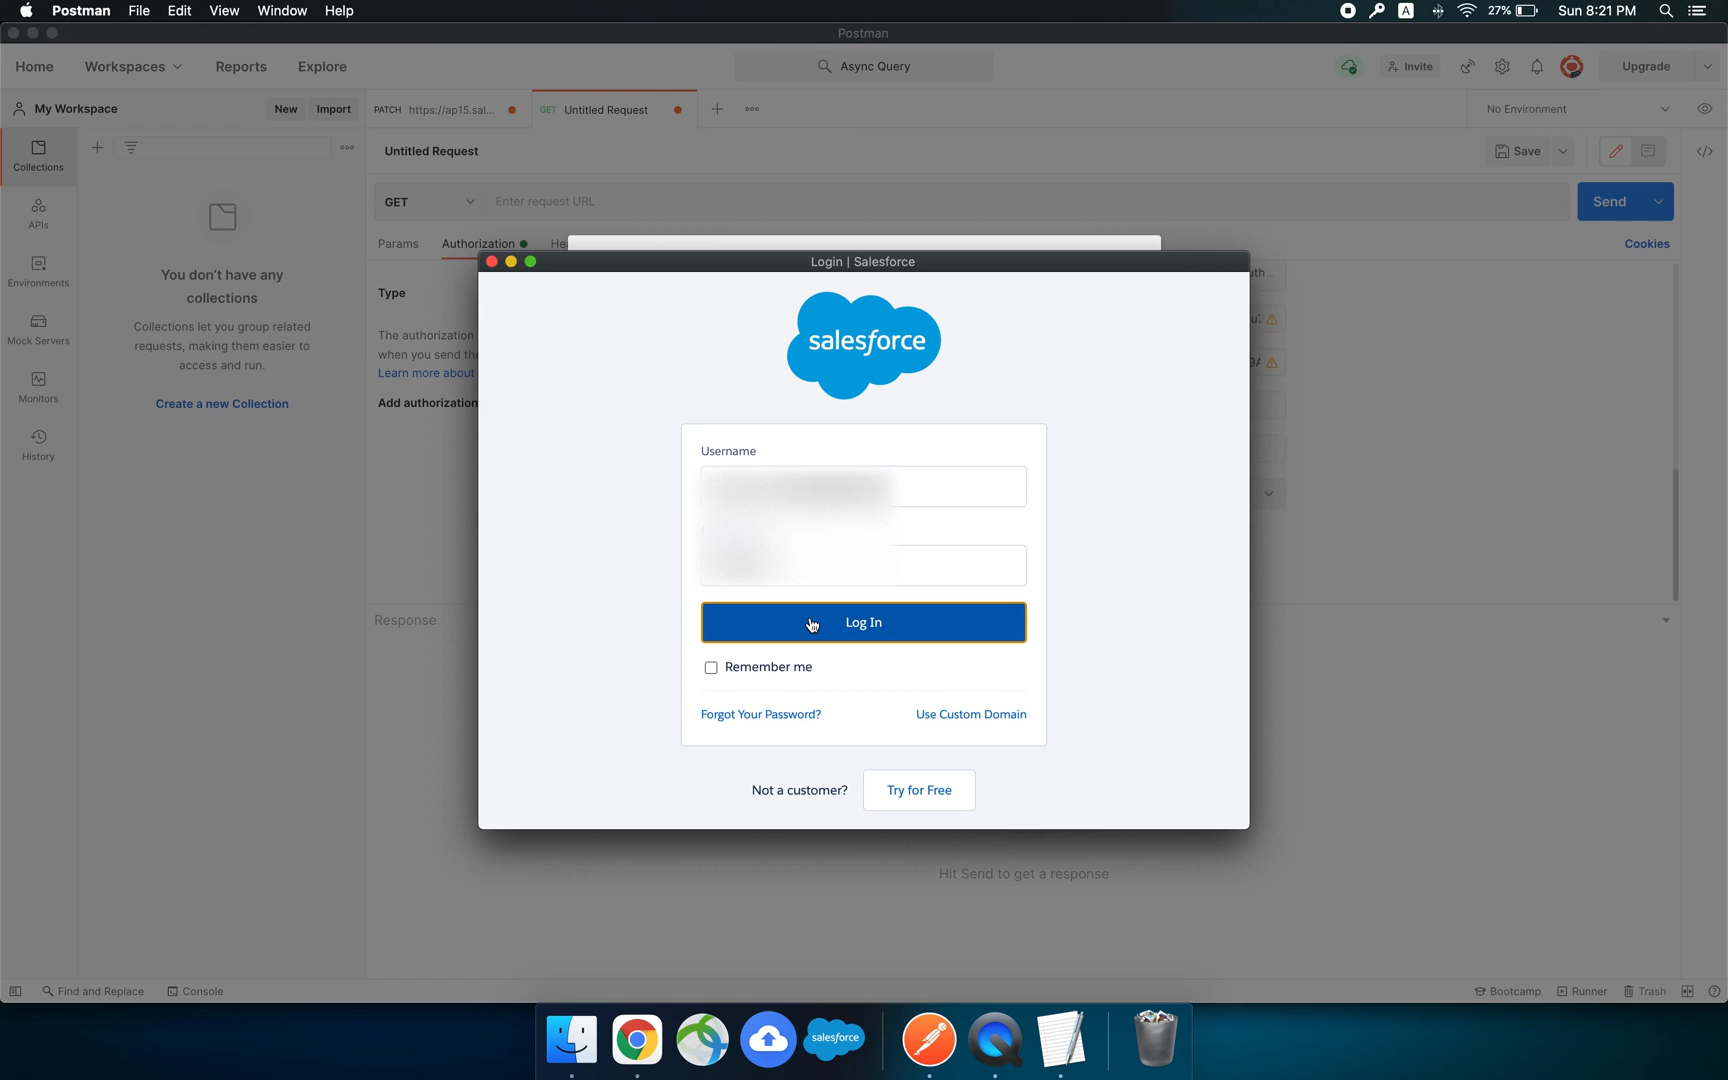 Postman File Edit View Window Help
A 27% Sun 8:21 PM
Postman
Home Workspaces Reports Explore
Async Query
Invite Upgrade
My Workspace New Import
PATCH https://ap15.sal... GET Untitled Request
No Environment
Collections
APIs
Environments
Mock Servers
Monitors
History
You don't have any
collections
Collections let you group related
requests, making them easier to
access and run.
Create a new Collection
Untitled Request
Save
GET Enter request URL
Send
Params Authorization
Cookies
Type
The authorization
when you send the
Learn more about
Add authorization
Login | Salesforce
salesforce
Username
Log In
Remember me
Forgot Your Password? Use Custom Domain
Not a customer? Try for Free
Response
Hit Send to get a response
Find and Replace Console
Bootcamp Runner Trash
salesforce